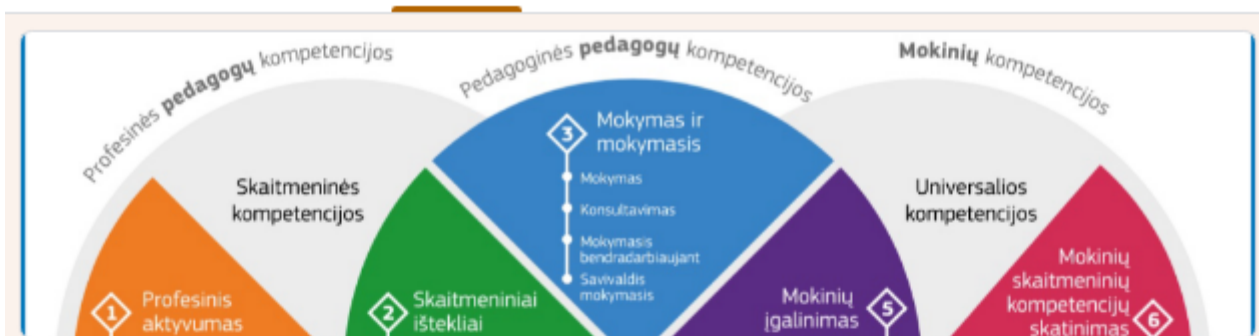 Profesinės pedagogų kompetencijos
Pedagoginės pedagogų kompetencijos
Mokinių kompetencijos
3
Mokymas ir
mokymasis
Mokymas
Konsultavimas
Mokymasis
bendradarbiaujant
Savivaldis
mokymasis
Skaitmeninės
kompetencijos
Universalios
kompetencijos
1
Profesinis
aktyvumas
2
Skaitmeniniai
ištekliai
Mokinių
įgalinimas
5
Mokinių
skaitmeninių
kompetencijų
skatinimas
6